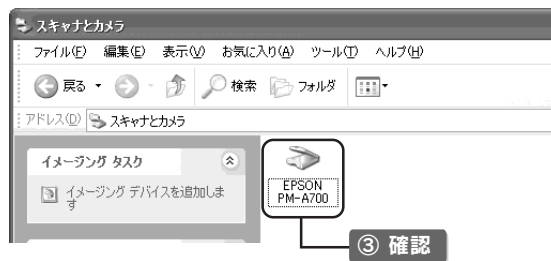 スキャナとカメラ
ファイル(F) 編集(E) 表示(V) お気に入り(A) ツール(T) ヘルプ(H)
戻る 検索 フォルダ
アドレス(D) スキャナとカメラ
イメージング タスク
イメージング デバイスを追加しま
す
EPSON
PM-A700
③ 確認